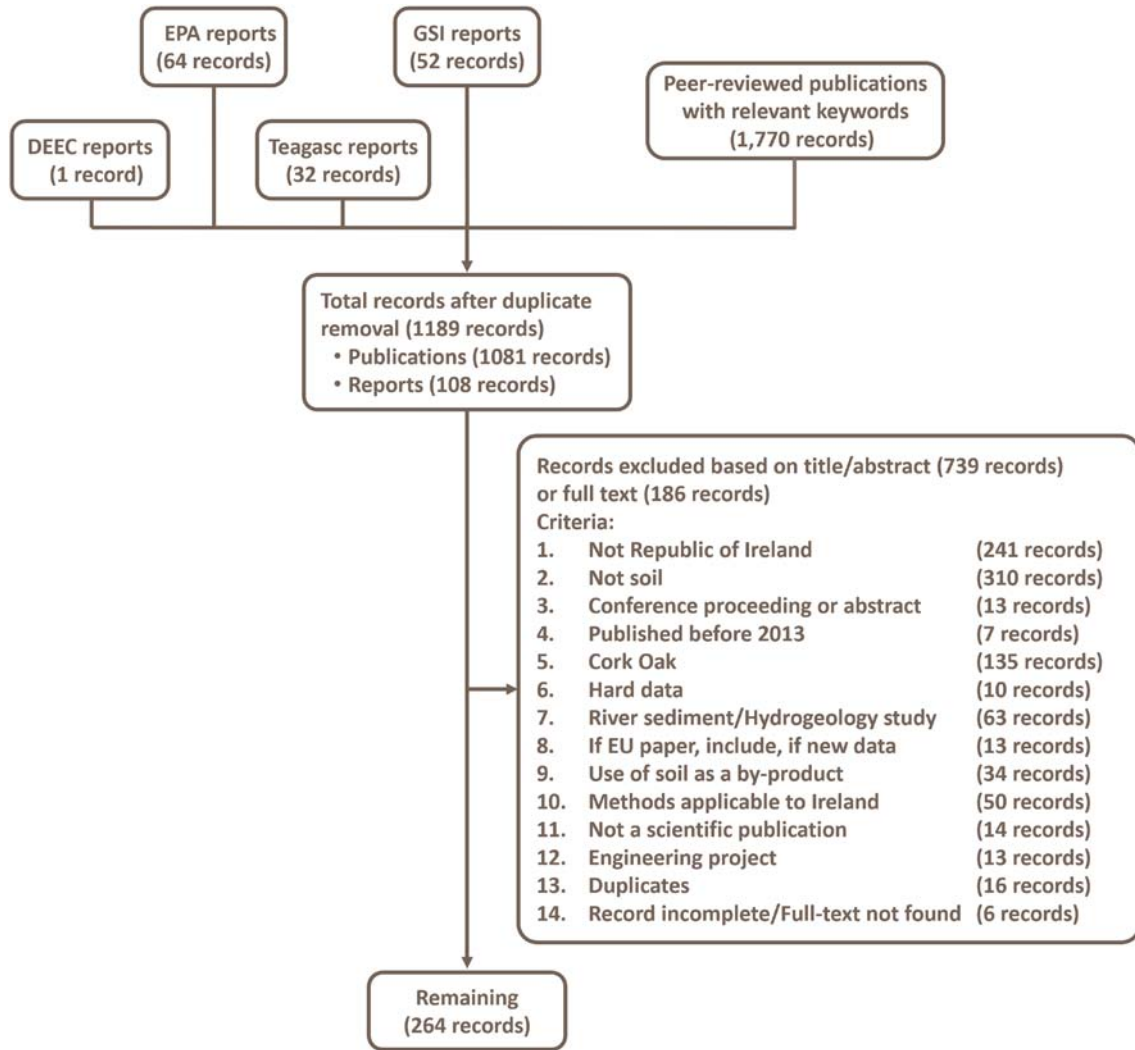 EPA reports
(64 records)
GSI reports
(52 records)
Peer-reviewed publications
with relevant keywords
(1,770 records)
DEEC reports
(1 record)
Teagasc reports
(32 records)
Total records after duplicate
removal (1189 records)
• Publications (1081 records)
• Reports (108 records)
Records excluded based on title/abstract (739 records)
or full text (186 records)
Criteria:
1. Not Republic of Ireland (241 records)
2. Not soil (310 records)
3. Conference proceeding or abstract (13 records)
4. Published before 2013 (7 records)
5. Cork Oak (135 records)
6. Hard data (10 records)
7. River sediment/Hydrogeology study (63 records)
8. If EU paper, include, if new data (13 records)
9. Use of soil as a by-product (34 records)
10. Methods applicable to Ireland (50 records)
11. Not a scientific publication (14 records)
12. Engineering project (13 records)
13. Duplicates (16 records)
14. Record incomplete/Full-text not found (6 records)
Remaining
(264 records)